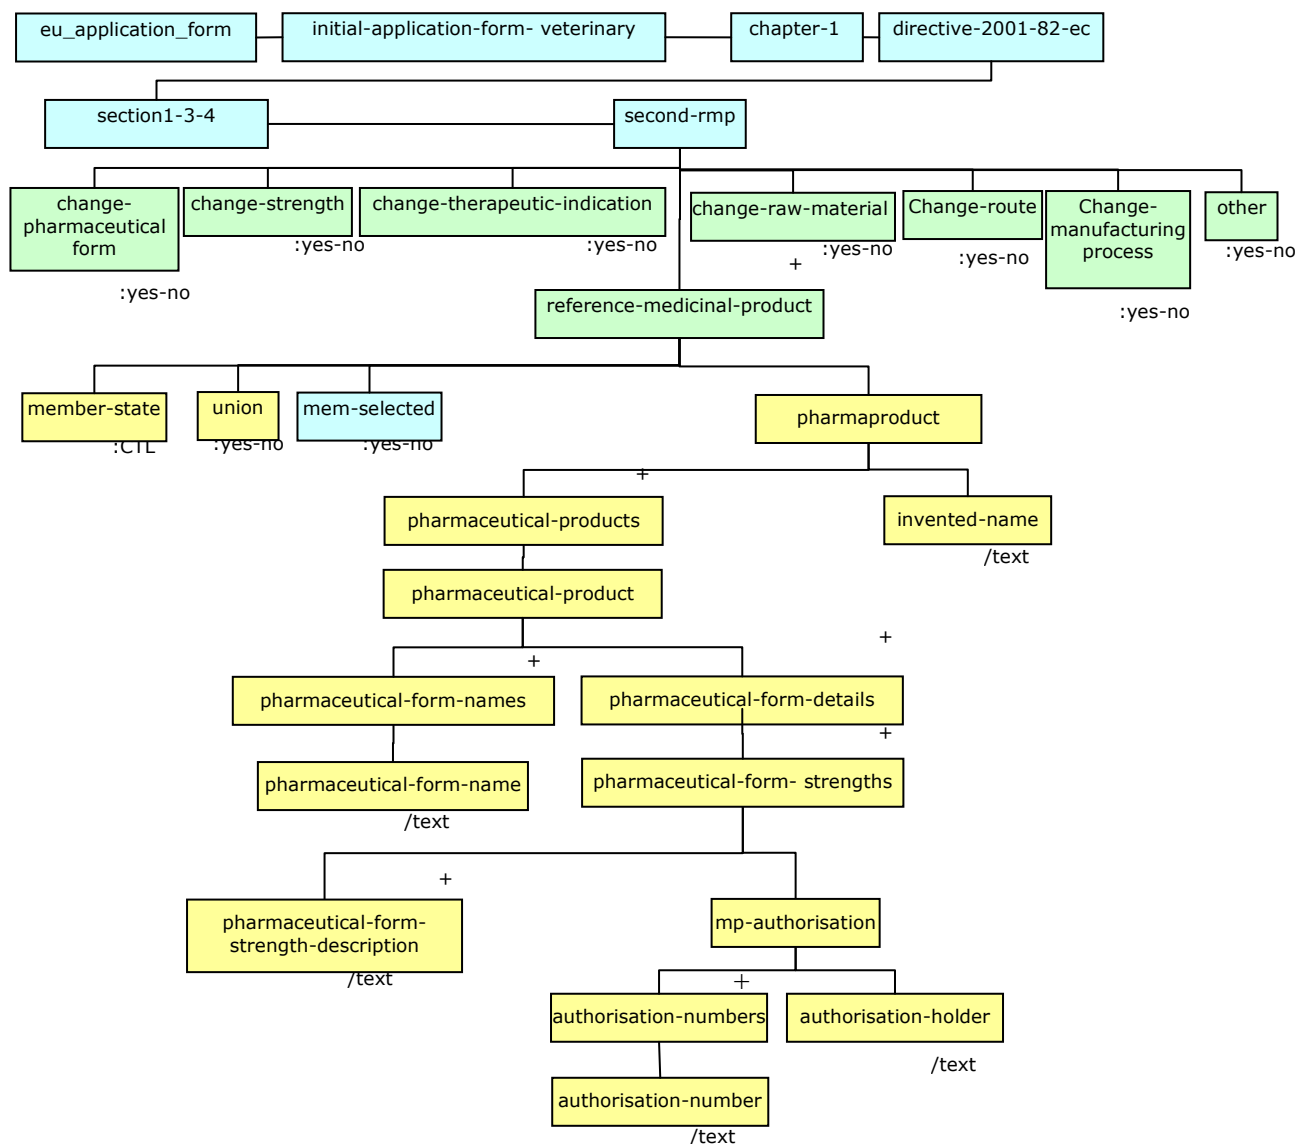 eu_application_form
initial-application-form- veterinary
chapter-1
directive-2001-82-ec
section1-3-4
second-rmp
change-
pharmaceutical
form
:yes-no
change-strength
:yes-no
change-therapeutic-indication
:yes-no
change-raw-material
:yes-no
Change-route
:yes-no
Change-
manufacturing
process
:yes-no
other
:yes-no
+
reference-medicinal-product
member-state
:CTL
union
:yes-no
mem-selected
:yes-no
pharmaproduct
+
pharmaceutical-products
invented-name
/text
pharmaceutical-product
+
+
pharmaceutical-form-names
pharmaceutical-form-details
+
pharmaceutical-form-name
/text
pharmaceutical-form- strengths
+
pharmaceutical-form-
strength-description
/text
mp-authorisation
+
authorisation-numbers
authorisation-holder
/text
authorisation-number
/text